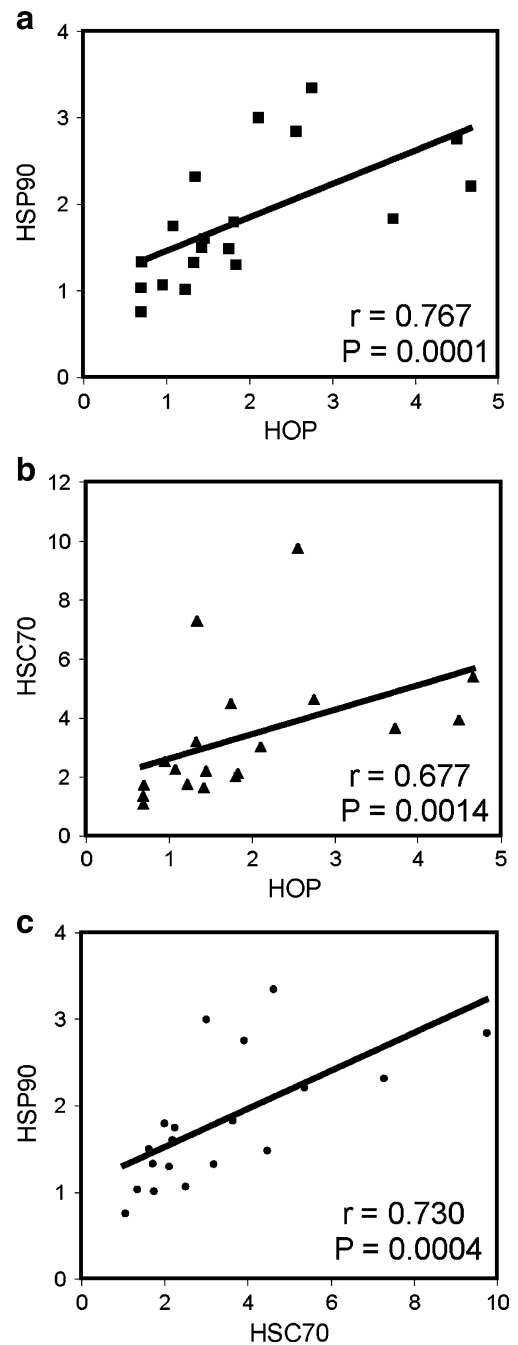 a
4
3
2
1
0
HSP90
r = 0.767
P = 0.0001
0 1 2 3 4 5
HOP
b
12
10
8
6
4
2
0
HSC70
r = 0.677
P = 0.0014
0 1 2 3 4 5
HOP
c
4
3
2
1
0
HSP90
r = 0.730
P = 0.0004
0 2 4 6 8 10
HSC70